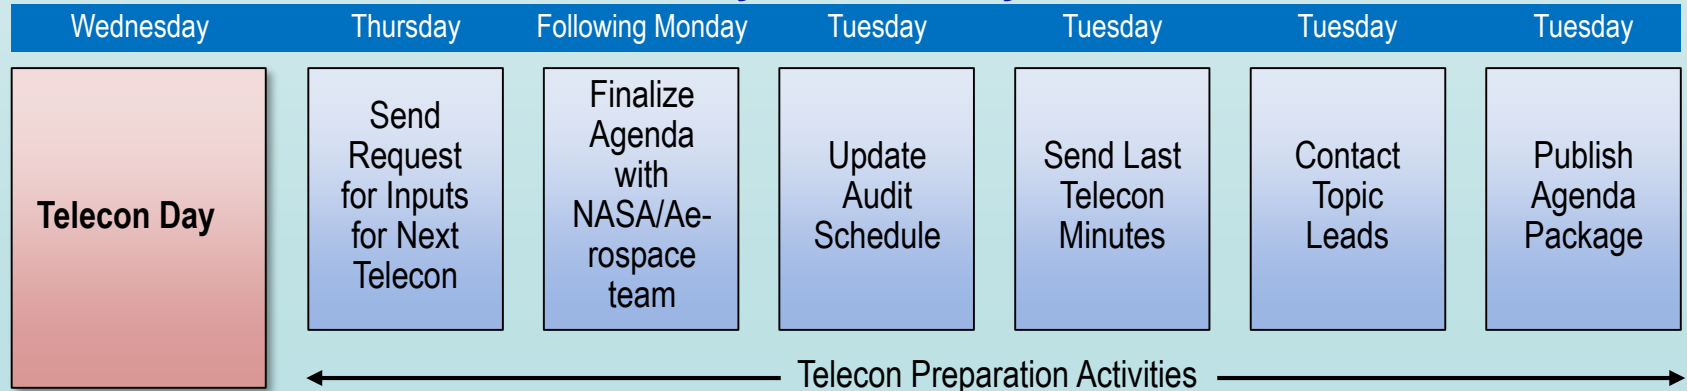 Wednesday Thursday Following Monday Tuesday Tuesday Tuesday Tuesday
Telecon Day
Send
Request
for Inputs
for Next
Telecon
Finalize
Agenda
with
NASA/Ae-
rospace
team
Update
Audit
Schedule
Send Last
Telecon
Minutes
Contact
Topic
Leads
Publish
Agenda
Package
Telecon Preparation Activities